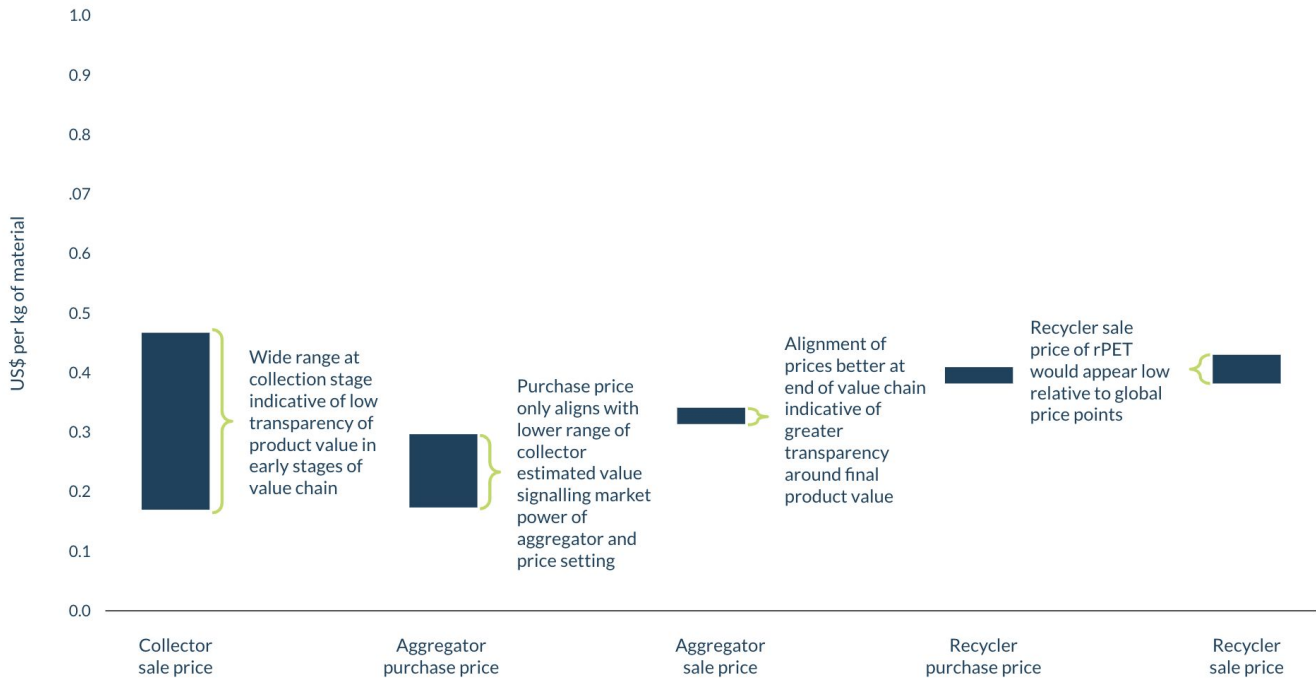 1.0
0.9
0.8
.07
0.6
0.5
0.4
0.3
0.2
0.1
0.0
US$ per kg of material
Wide range at
collection stage
indicative of low
transparency of
product value in
early stages of
value chain
Purchase price
only aligns with
lower range of
collector
estimated value
signalling market
power of
aggregator and
price setting
Alignment of
prices better at
end of value chain
indicative of
greater
transparency
around final
product value
Recycler sale
price of rPET
would appear low
relative to global
price points
Collector
sale price
Aggregator
purchase price
Aggregator
sale price
Recycler
purchase price
Recycler
sale price